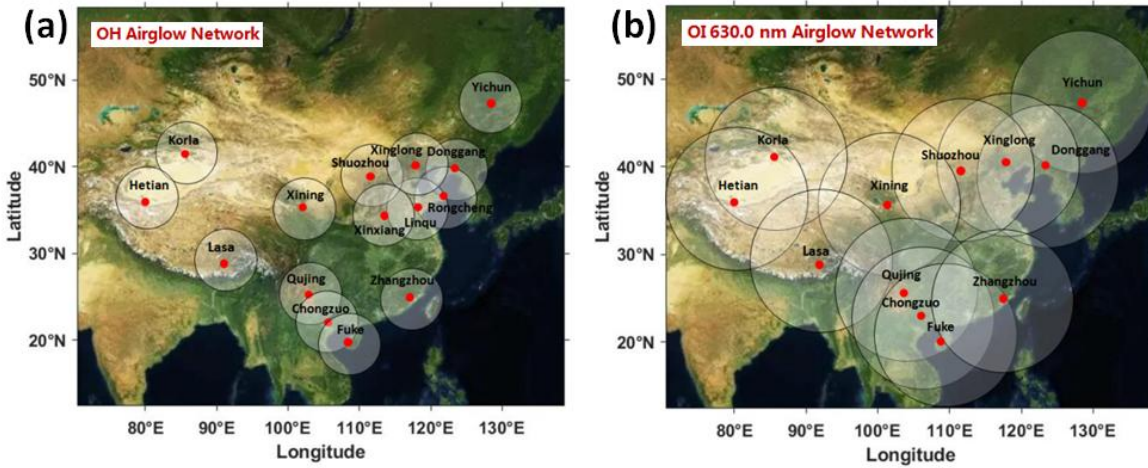 (a)
OH Airglow Network
Latitude
50°N
40°N
30°N
20°N
80°E
90°E
100°E
110°E
120°E
130°E
Longitude
Yichun
Korla
Xinglong
Donggang
Shuozhou
Hetian
Xining
Rongcheng
Linqu
Xinxiang
Lasa
Qujing
Zhangzhou
Chongzuo
Fuke
(b)
OI 630.0 nm Airglow Network
Latitude
50°N
40°N
30°N
20°N
80°E
90°E
100°E
110°E
120°E
130°E
Longitude
Yichun
Korla
Xinglong
Donggang
Shuozhou
Hetian
Xining
Lasa
Qujing
Zhangzhou
Chongzuo
Fuke